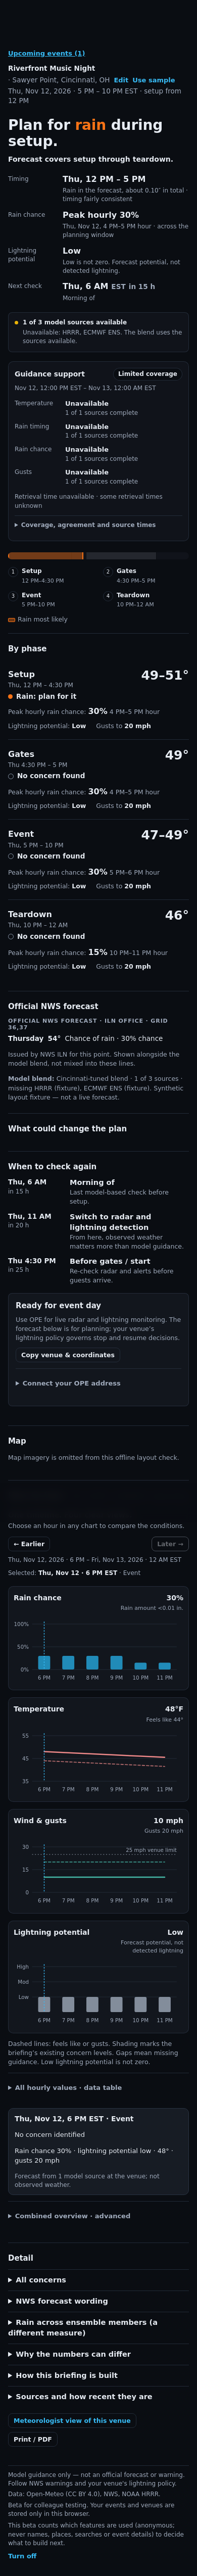 Upcoming events (1)
Riverfront Music Night
· Sawyer Point, Cincinnati, OH Edit Use sample
Thu, Nov 12, 2026 · 5 PM – 10 PM EST · setup from
12 PM
Plan for rain during
setup.
Forecast covers setup through teardown.
Timing
Thu, 12 PM – 5 PM
Rain in the forecast, about 0.10″ in total ·
timing fairly consistent
Rain chance
Peak hourly 30%
Thu, Nov 12, 4 PM–5 PM hour · across the
planning window
Lightning
potential
Low
Low is not zero. Forecast potential, not
detected lightning.
Next check
Thu, 6 AM EST in 15 h
Morning of
1 of 3 model sources available
Unavailable: HRRR, ECMWF ENS. The blend uses the
sources available.
Guidance support
Limited coverage
Nov 12, 12:00 PM EST – Nov 13, 12:00 AM EST
Temperature
Unavailable
1 of 1 sources complete
Rain timing
Unavailable
1 of 1 sources complete
Rain chance
Unavailable
1 of 1 sources complete
Gusts
Unavailable
1 of 1 sources complete
Retrieval time unavailable · some retrieval times
unknown
Coverage, agreement and source times
1 Setup
12 PM–4:30 PM
2 Gates
4:30 PM–5 PM
3 Event
5 PM–10 PM
4 Teardown
10 PM–12 AM
Rain most likely
By phase
Setup
49–51°
Thu, 12 PM – 4:30 PM
Rain: plan for it
Peak hourly rain chance: 30% 4 PM–5 PM hour
Lightning potential: Low Gusts to 20 mph
Gates
49°
Thu 4:30 PM – 5 PM
No concern found
Peak hourly rain chance: 30% 4 PM–5 PM hour
Lightning potential: Low Gusts to 20 mph
Event
47–49°
Thu, 5 PM – 10 PM
No concern found
Peak hourly rain chance: 30% 5 PM–6 PM hour
Lightning potential: Low Gusts to 20 mph
Teardown
46°
Thu, 10 PM – 12 AM
No concern found
Peak hourly rain chance: 15% 10 PM–11 PM hour
Lightning potential: Low Gusts to 20 mph
Official NWS forecast
OFFICIAL NWS FORECAST · ILN OFFICE · GRID
36,37
Thursday 54° Chance of rain · 30% chance
Issued by NWS ILN for this point. Shown alongside the
model blend, not mixed into these lines.
Model blend: Cincinnati-tuned blend · 1 of 3 sources ·
missing HRRR (fixture), ECMWF ENS (fixture). Synthetic
layout fixture — not a live forecast.
What could change the plan
When to check again
Thu, 6 AM
in 15 h
Morning of
Last model-based check before
setup.
Thu, 11 AM
in 20 h
Switch to radar and
lightning detection
From here, observed weather
matters more than model guidance.
Thu 4:30 PM
in 25 h
Before gates / start
Re-check radar and alerts before
guests arrive.
Ready for event day
Use OPE for live radar and lightning monitoring. The
forecast below is for planning; your venue's
lightning policy governs stop and resume decisions.
Copy venue & coordinates
Connect your OPE address
Map
Map imagery is omitted from this offline layout check.
Choose an hour in any chart to compare the conditions.
← Earlier
Later →
Thu, Nov 12, 2026 · 6 PM – Fri, Nov 13, 2026 · 12 AM EST
Selected: Thu, Nov 12 · 6 PM EST · Event
Rain chance
30%
Rain amount <0.01 in.
100%
50%
0%
6 PM 7 PM 8 PM 9 PM 10 PM 11 PM
Temperature
48°F
Feels like 44°
55
45
35
6 PM 7 PM 8 PM 9 PM 10 PM 11 PM
Wind & gusts
10 mph
Gusts 20 mph
30
25 mph venue limit
15
0
6 PM 7 PM 8 PM 9 PM 10 PM 11 PM
Lightning potential
Low
Forecast potential, not
detected lightning
High
Mod
Low
6 PM 7 PM 8 PM 9 PM 10 PM 11 PM
Dashed lines: feels like or gusts. Shading marks the
briefing's existing concern levels. Gaps mean missing
guidance. Low lightning potential is not zero.
All hourly values · data table
Thu, Nov 12, 6 PM EST · Event
No concern identified
Rain chance 30% · lightning potential low · 48° ·
gusts 20 mph
Forecast from 1 model source at the venue; not
observed weather.
Combined overview · advanced
Detail
All concerns
NWS forecast wording
Rain across ensemble members (a
different measure)
Why the numbers can differ
How this briefing is built
Sources and how recent they are
Meteorologist view of this venue
Print / PDF
Model guidance only — not an official forecast or warning.
Follow NWS warnings and your venue's lightning policy.
Data: Open-Meteo (CC BY 4.0), NWS, NOAA HRRR.
Beta for colleague testing. Your events and venues are
stored only in this browser.
This beta counts which features are used (anonymous;
never names, places, searches or event details) to decide
what to build next.
Turn off